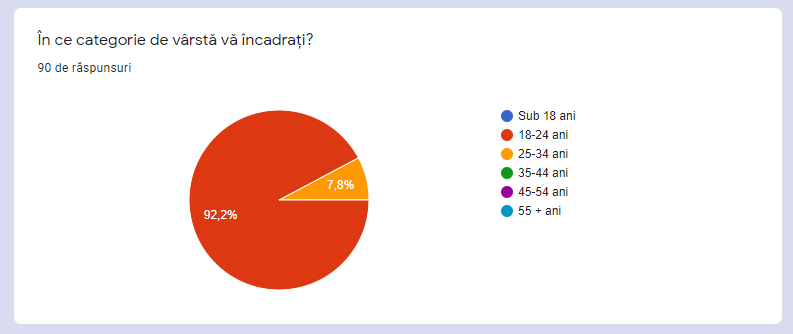 În ce categorie de vârstă vă încadrați?
90 de răspunsuri
Sub 18 ani
18-24 ani
25-34 ani
35-44 ani
45-54 ani
55 + ani
7,8%
92,2%